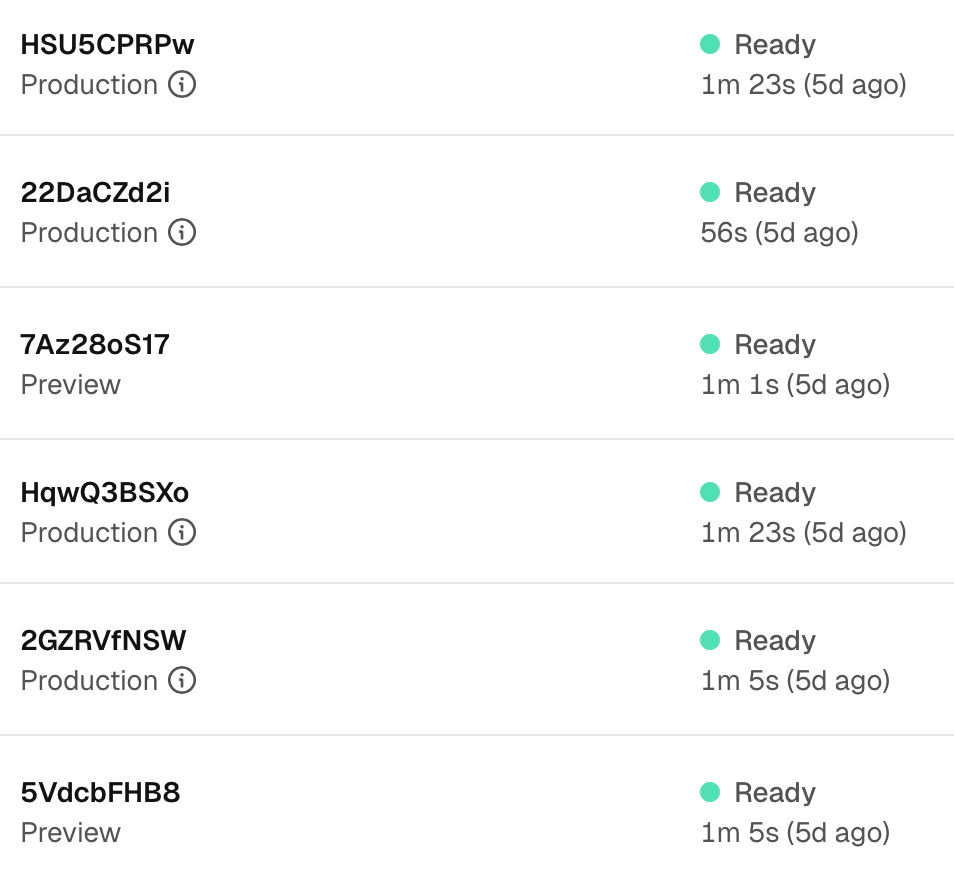 HSU5CPRPw
Ready
Production
1m 23s (5d ago)
22DaCZd2i
Ready
Production
56s (5d ago)
7Az28oS17
Ready
Preview
1m 1s (5d ago)
HqwQ3BSXo
Ready
Production
1m 23s (5d ago)
2GZRVfNSW
Ready
Production
1m 5s (5d ago)
5VdcbFHB8
Ready
Preview
1m 5s (5d ago)